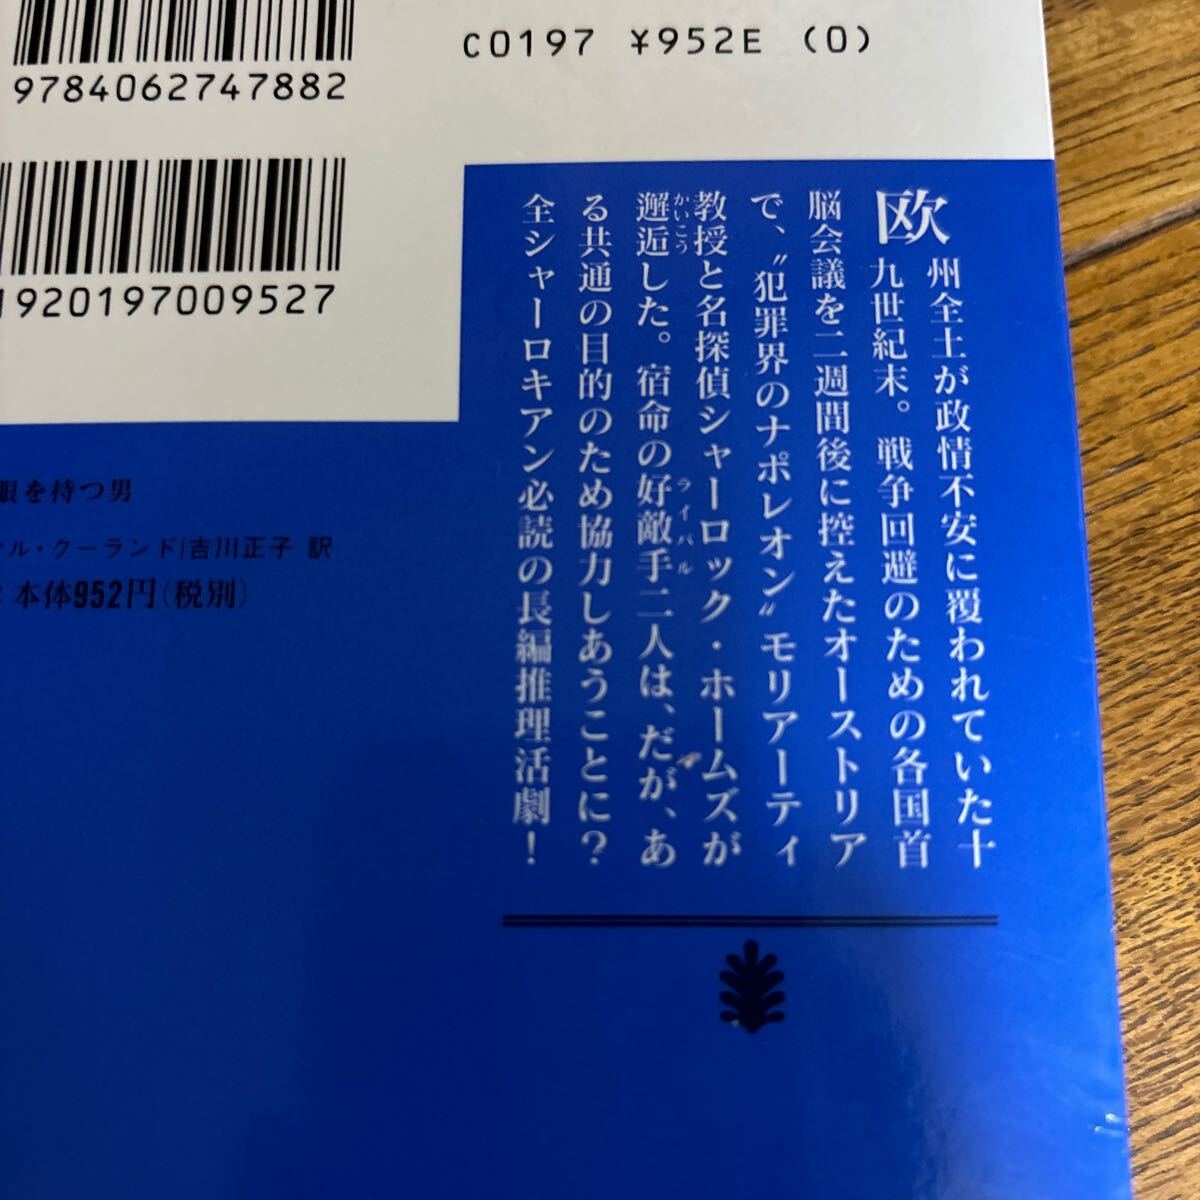 9784062747882
C0197 ¥952E (0)
1920197009527
欧州全土が政情不安に覆われていた十
九世紀末。戦争回避のための各国首
脳会議を二週間後に控えたオーストリア
で、〝犯罪界のナポレオン〟モリアーティ
教授と名探偵シャーロック・ホームズが
邂逅した。宿命の好敵手二人は、だが、あ
かいこう
ライバル
る共通の目的のため協力しあうことに？
全シャーロキアン必読の長編推理活劇！
眼を持つ男
ル・クーランド/吉川正子 訳
本体952円(税別)